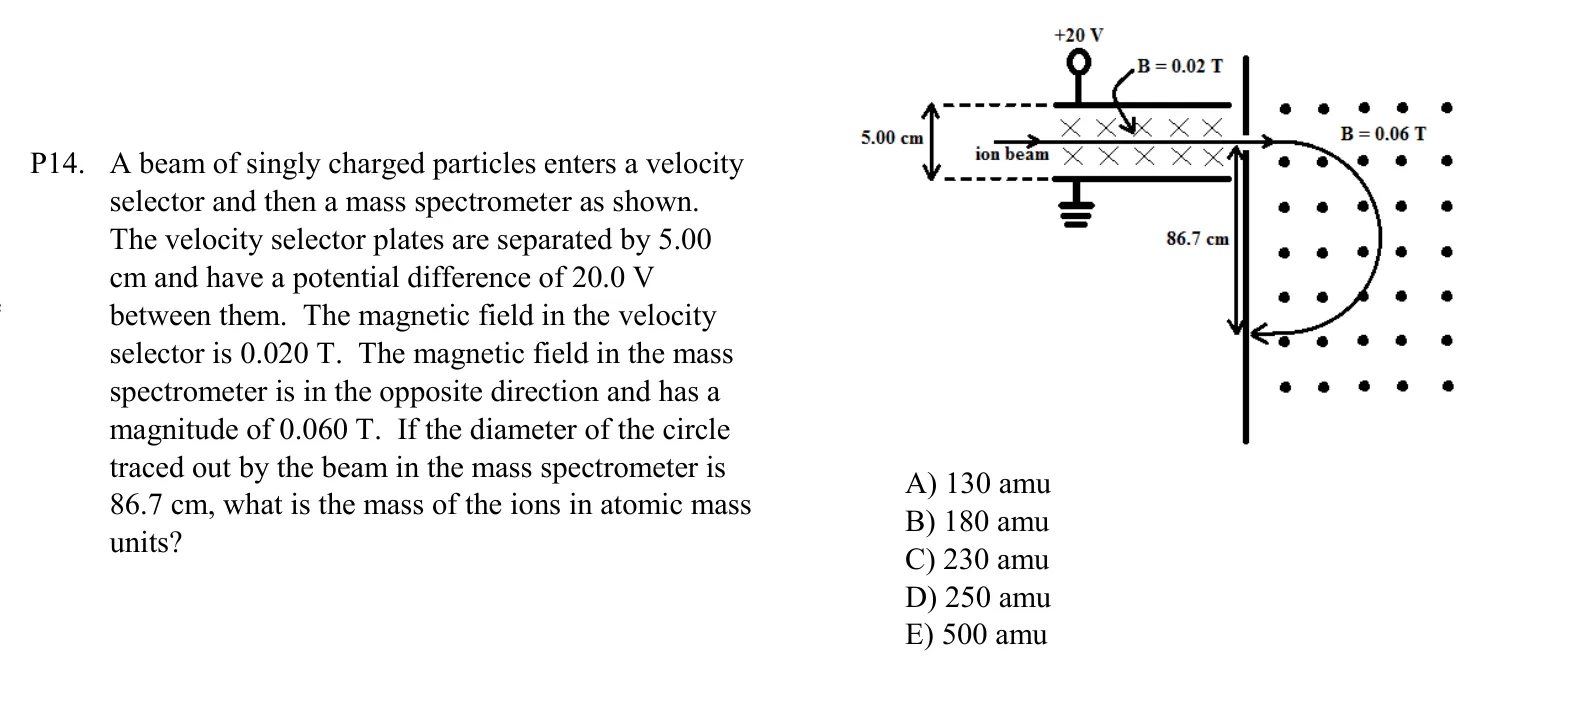 P14. A beam of singly charged particles enters a velocity
selector and then a mass spectrometer as shown.
The velocity selector plates are separated by 5.00
cm and have a potential difference of 20.0 V
between them. The magnetic field in the velocity
selector is 0.020 T. The magnetic field in the mass
spectrometer is in the opposite direction and has a
magnitude of 0.060 T. If the diameter of the circle
traced out by the beam in the mass spectrometer is
86.7 cm, what is the mass of the ions in atomic mass
units?
+20 V
B = 0.02 T
5.00 cm
ion beam
B = 0.06 T
86.7 cm
A) 130 amu
B) 180 amu
C) 230 amu
D) 250 amu
E) 500 amu